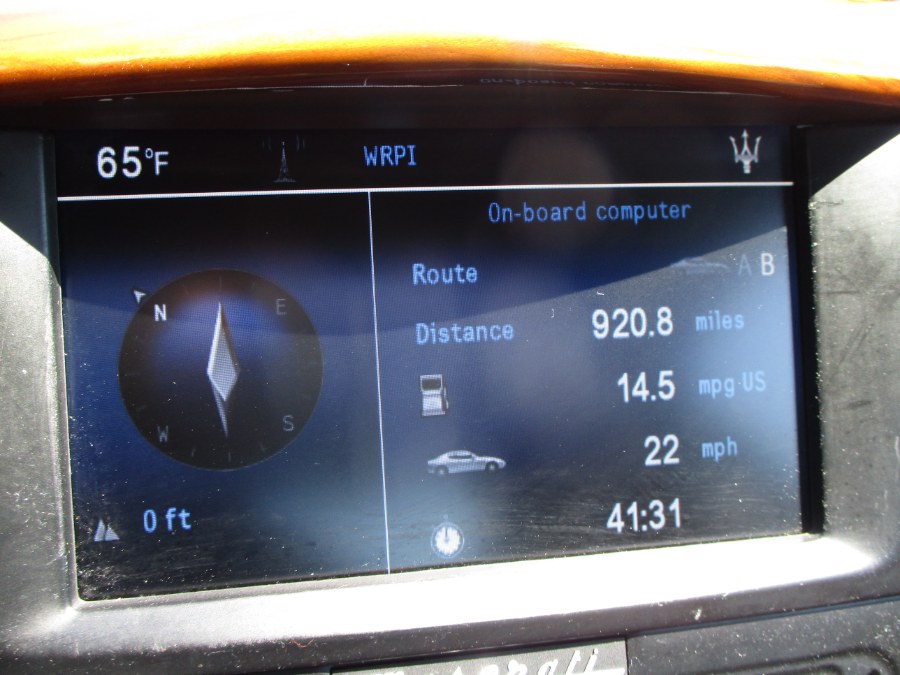 65°F WRPI
On-board computer
Route A B
N E
Distance 920.8 miles
14.5 mpg·US
W S
22 mph
0 ft
41:31
Maserati